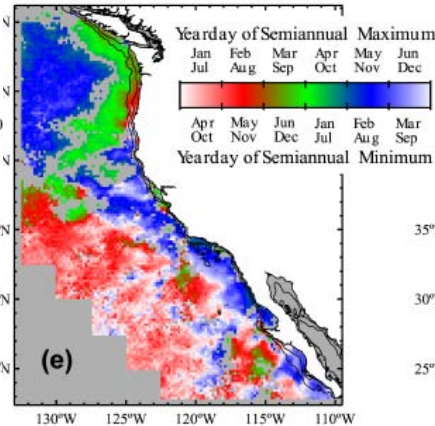 Yearday of Semiannual Maximum
Jan Feb Mar Apr May Jun
Jul Aug Sep Oct Nov Dec
Apr May Jun Jan Feb Mar
Oct Nov Dec Jul Aug Sep
Yearday of Semiannual Minimum
N
N
0
N
N
35°
N
30°
N
25°
(e)
130°W 125°W 120°W 115°W 110°W